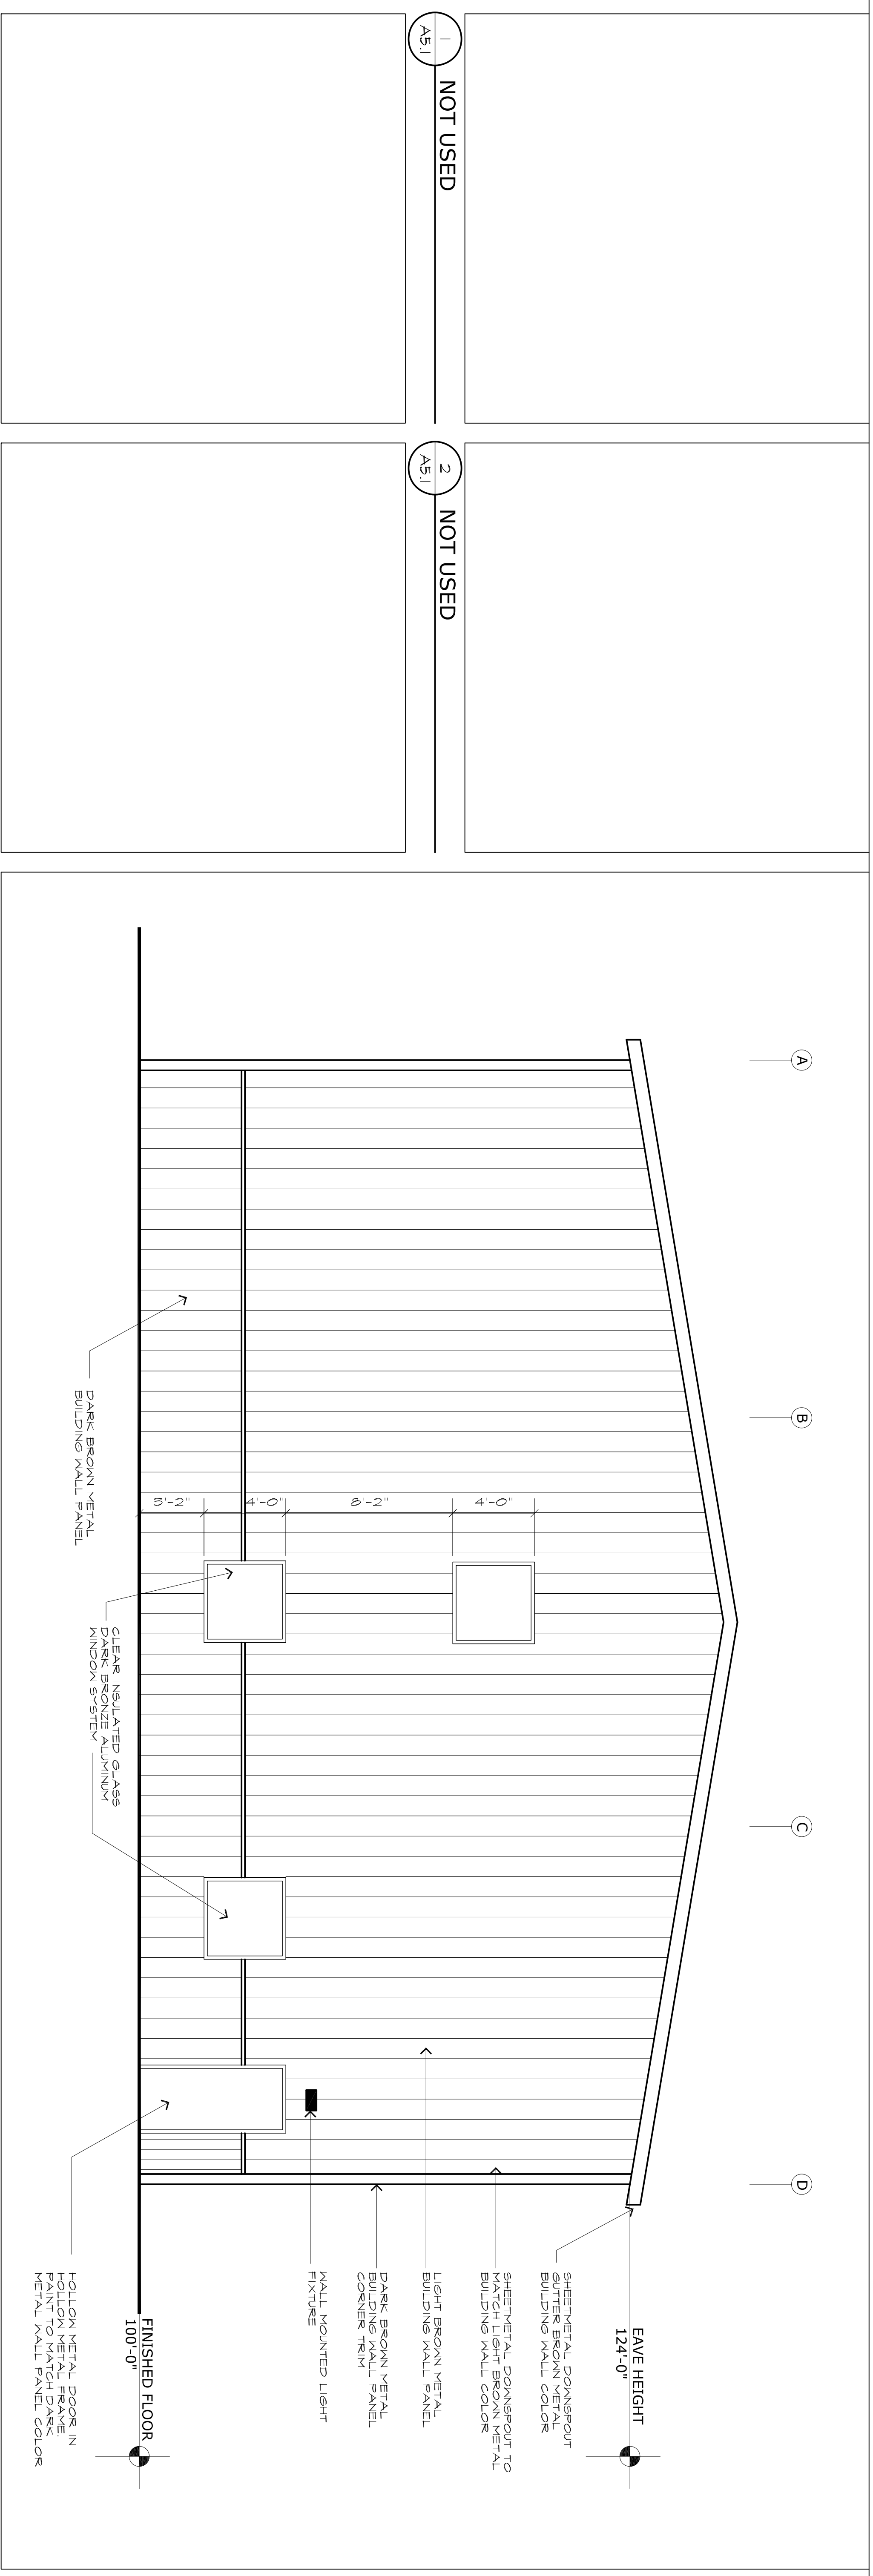 1
A5.1
NOT USED
2
A5.1
NOT USED
A
B
C
D
4'-0"
8'-2"
4'-0"
3'-2"
SHEETMETAL DOWNSPOUT
GUTTER BROWN METAL
BUILDING WALL COLOR
EAVE HEIGHT
124'-0"
SHEETMETAL DOWNSPOUT TO
MATCH LIGHT BROWN METAL
BUILDING WALL COLOR
LIGHT BROWN METAL
BUILDING WALL PANEL
DARK BROWN METAL
BUILDING WALL PANEL
CORNER TRIM
WALL MOUNTED LIGHT
FIXTURE
FINISHED FLOOR
100'-0"
DARK BROWN METAL
BUILDING WALL PANEL
CLEAR INSULATED GLASS
DARK BRONZE ALUMINUM
WINDOW SYSTEM
HOLLOW METAL DOOR IN
HOLLOW METAL FRAME.
PAINT TO MATCH DARK
METAL WALL PANEL COLOR